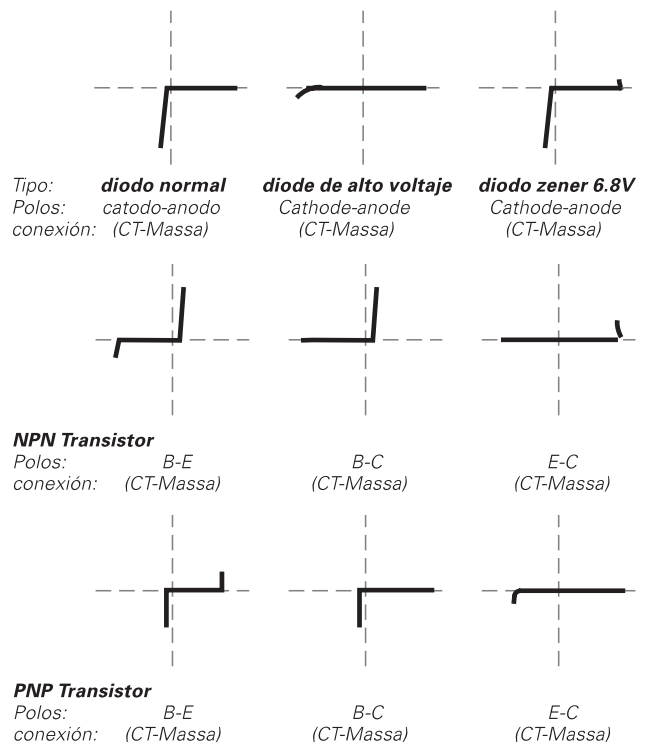 Tipo: diodo normal diode de alto voltaje diodo zener 6.8V
Polos: catodo-anodo Cathode-anode Cathode-anode
conexión: (CT-Massa) (CT-Massa) (CT-Massa)
NPN Transistor
Polos: B-E B-C E-C
conexión: (CT-Massa) (CT-Massa) (CT-Massa)
PNP Transistor
Polos: B-E B-C E-C
conexión: (CT-Massa) (CT-Massa) (CT-Massa)